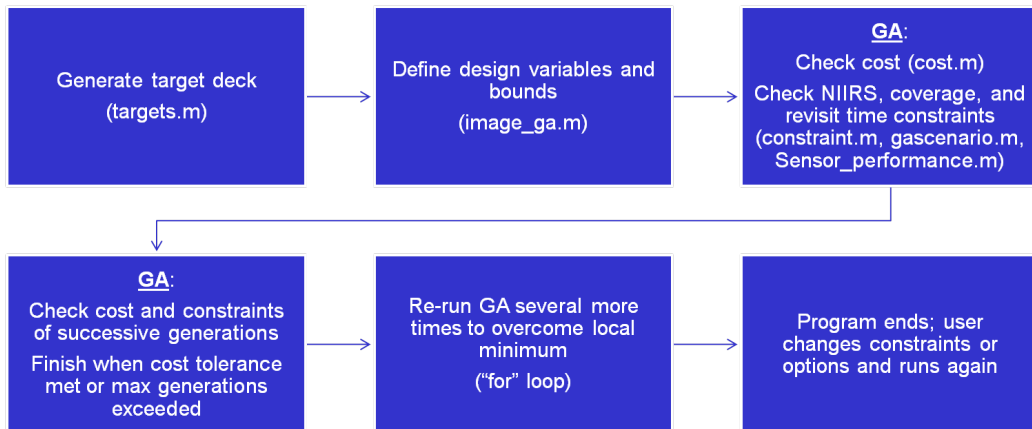 Generate target deck
(targets.m)
Define design variables and
bounds
(image_ga.m)
GA:
Check cost (cost.m)
Check NIIRS, coverage, and
revisit time constraints
(constraint.m, gascenario.m,
Sensor_performance.m)
GA:
Check cost and constraints
of successive generations
Finish when cost tolerance
met or max generations
exceeded
Re-run GA several more
times to overcome local
minimum
(“for” loop)
Program ends; user
changes constraints or
options and runs again